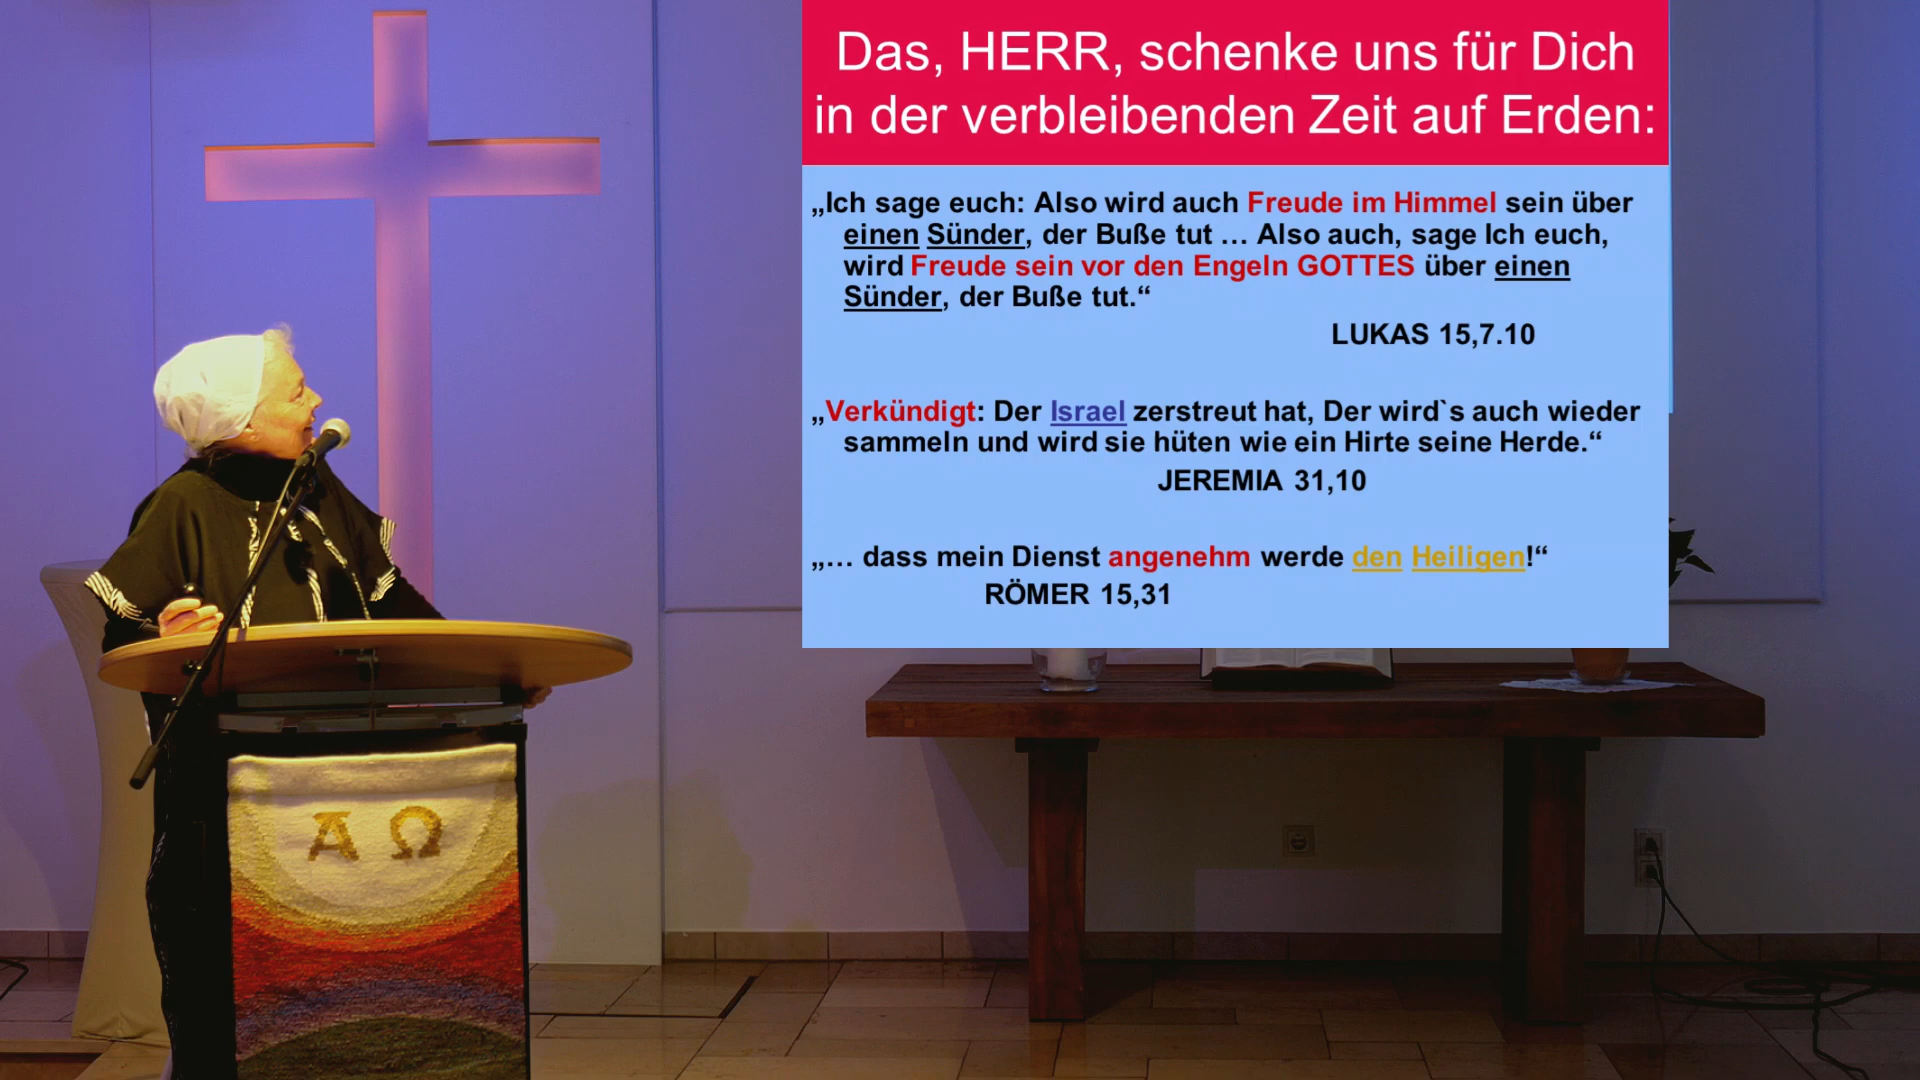 Das, HERR, schenke uns für Dich
in der verbleibenden Zeit auf Erden:
„Ich sage euch: Also wird auch Freude im Himmel sein über
einen Sünder, der Buße tut … Also auch, sage Ich euch,
wird Freude sein vor den Engeln GOTTES über einen
Sünder, der Buße tut.“
LUKAS 15,7.10
„Verkündigt: Der Israel zerstreut hat, Der wird`s auch wieder
sammeln und wird sie hüten wie ein Hirte seine Herde.“
JEREMIA 31,10
„… dass mein Dienst angenehm werde den Heiligen!“
RÖMER 15,31
Α Ω